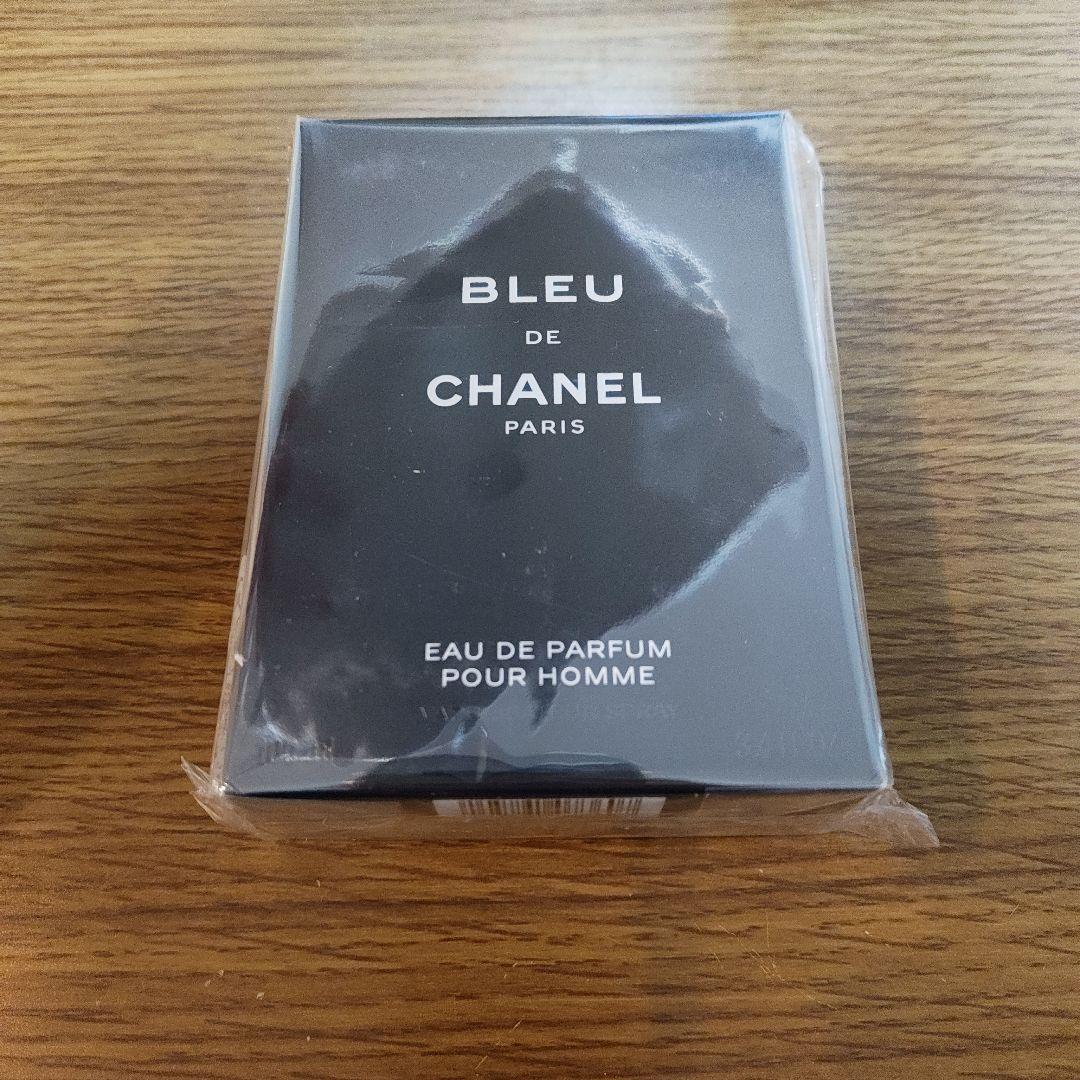 BLEU
DE
CHANEL
PARIS
EAU DE PARFUM
POUR HOMME